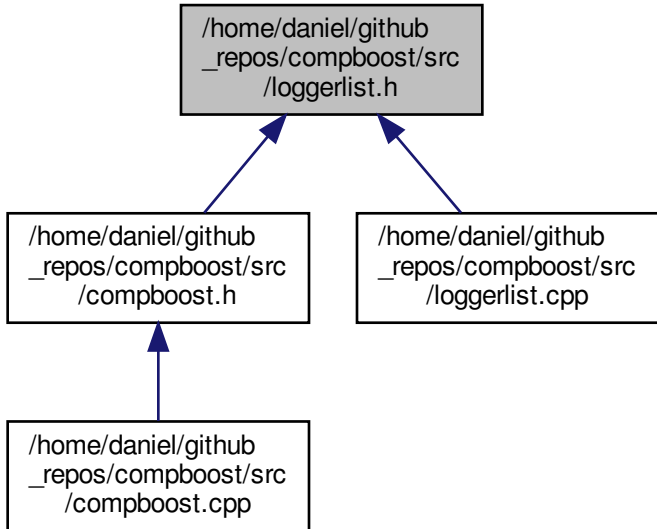 /home/daniel/github
_repos/compboost/src
/loggerlist.h
/home/daniel/github
_repos/compboost/src
/compboost.h
/home/daniel/github
_repos/compboost/src
/loggerlist.cpp
/home/daniel/github
_repos/compboost/src
/compboost.cpp